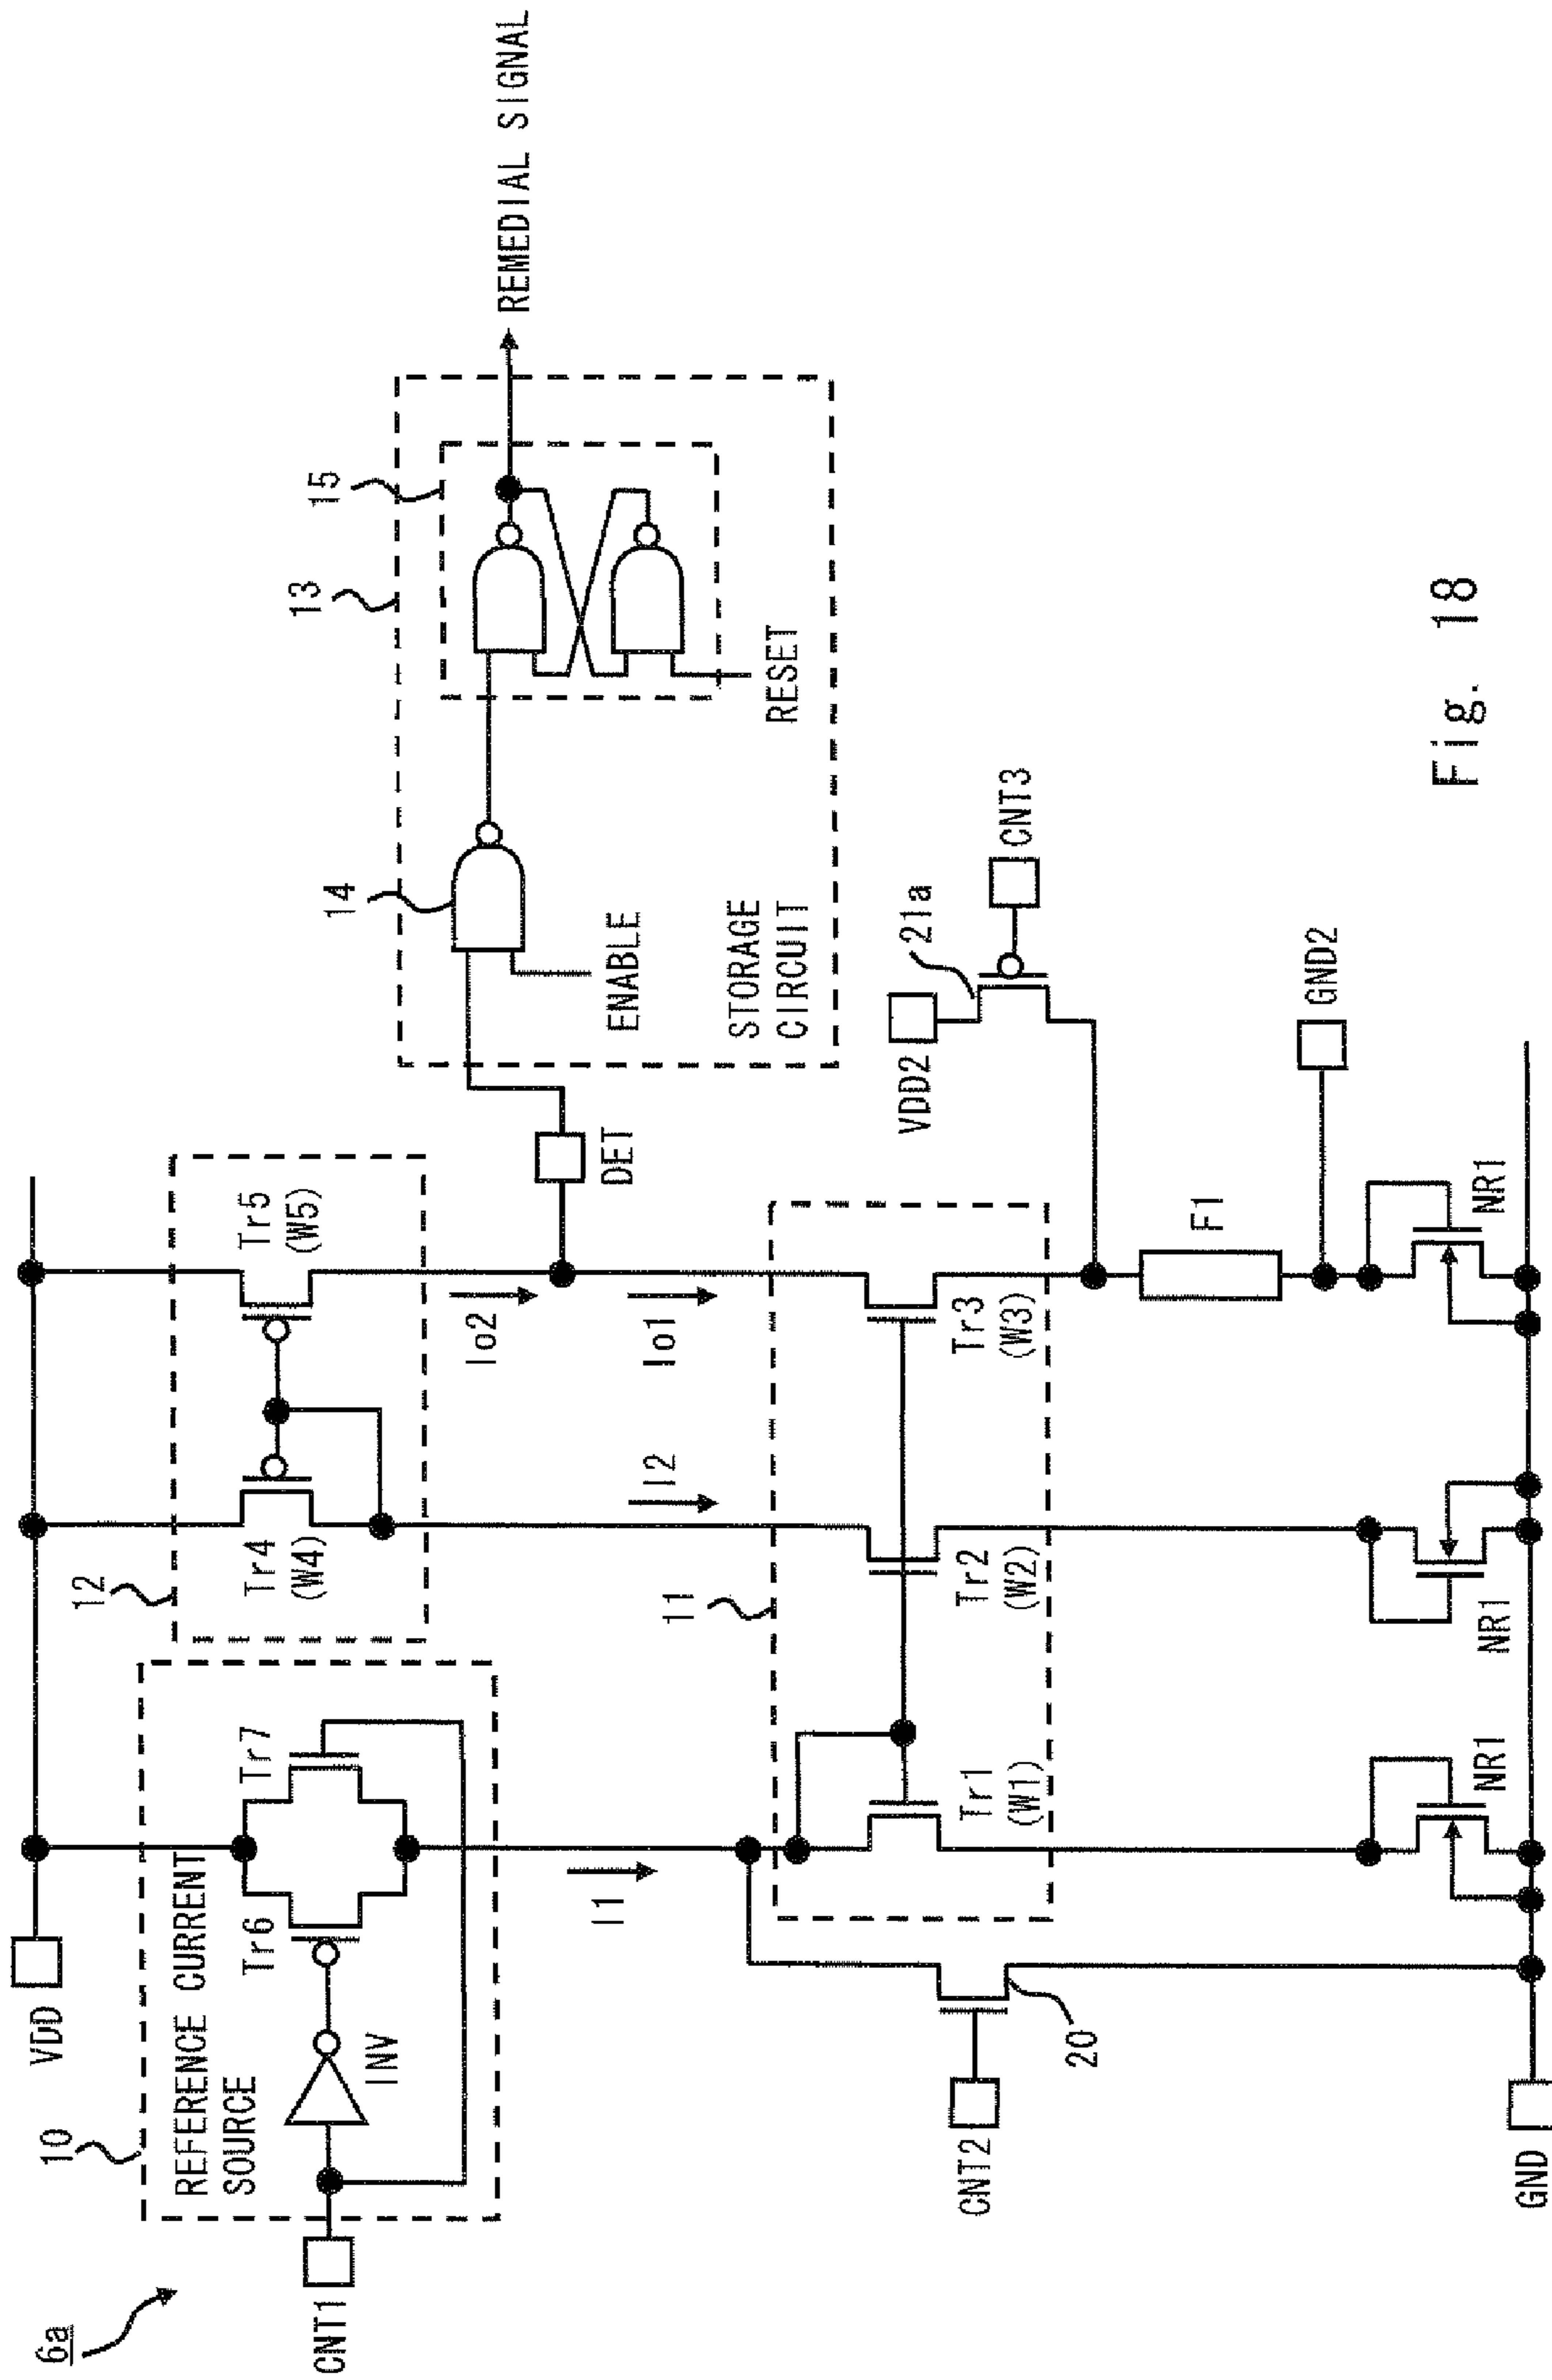 6a
VDD
10
REFERENCE CURRENT
SOURCE
CNT1
INV
Tr6
Tr7
12
Tr4
(W4)
Tr5
(W5)
I1
I2
Io2
Io1
DET
13
14
15
ENABLE
RESET
STORAGE
CIRCUIT
REMEDIAL SIGNAL
11
Tr1
(W1)
Tr2
(W2)
Tr3
(W3)
CNT2
20
VDD2
21a
CNT3
F1
GND2
NR1
NR1
NR1
GND
Fig. 18